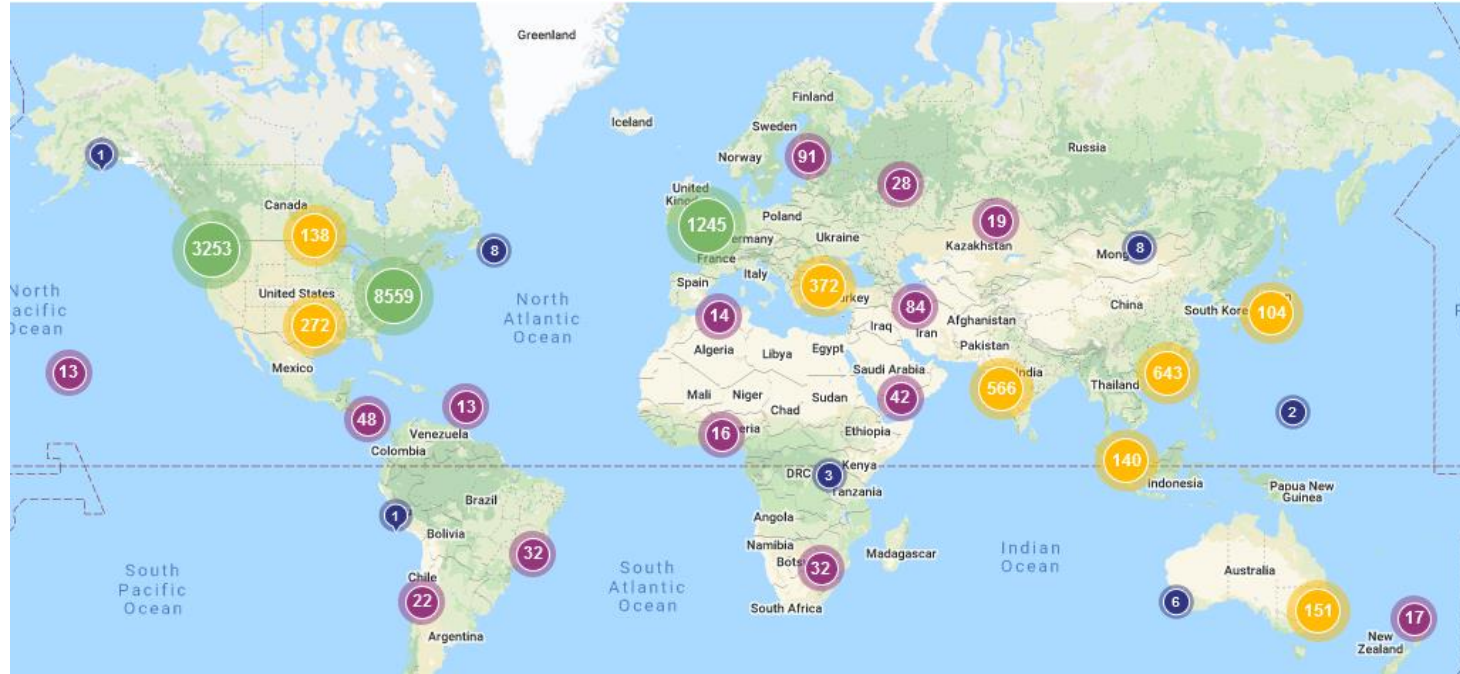 Greenland
Finland
Iceland
Sweden
Russia
1
Norway
91
28
United
Kingdom
Canada
138
1245
Poland
19
3253
8
Germany
Ukraine
Kazakhstan
8
France
Italy
Spain
372
North
United States
8559
North
Atlantic
Ocean
84
China
South
104
Ocean
272
14
Iraq
Iran
Afghanistan
Algeria
Libya
Egypt
Pakistan
Mexico
13
Saudi Arabia
India
643
Thailand
566
Mali
Niger
Sudan
42
48
13
Chad
2
Venezuela
16
Ethiopia
Colombia
140
DRC
3
Kenya
Indonesia
Papua New
Guinea
Brazil
Tanzania
1
Angola
Bolivia
Namibia
Madagascar
Indian
Ocean
32
32
South
Pacific
Ocean
South
Atlantic
Ocean
Australia
Chile
22
6
151
South Africa
17
Argentina
New
Zealand